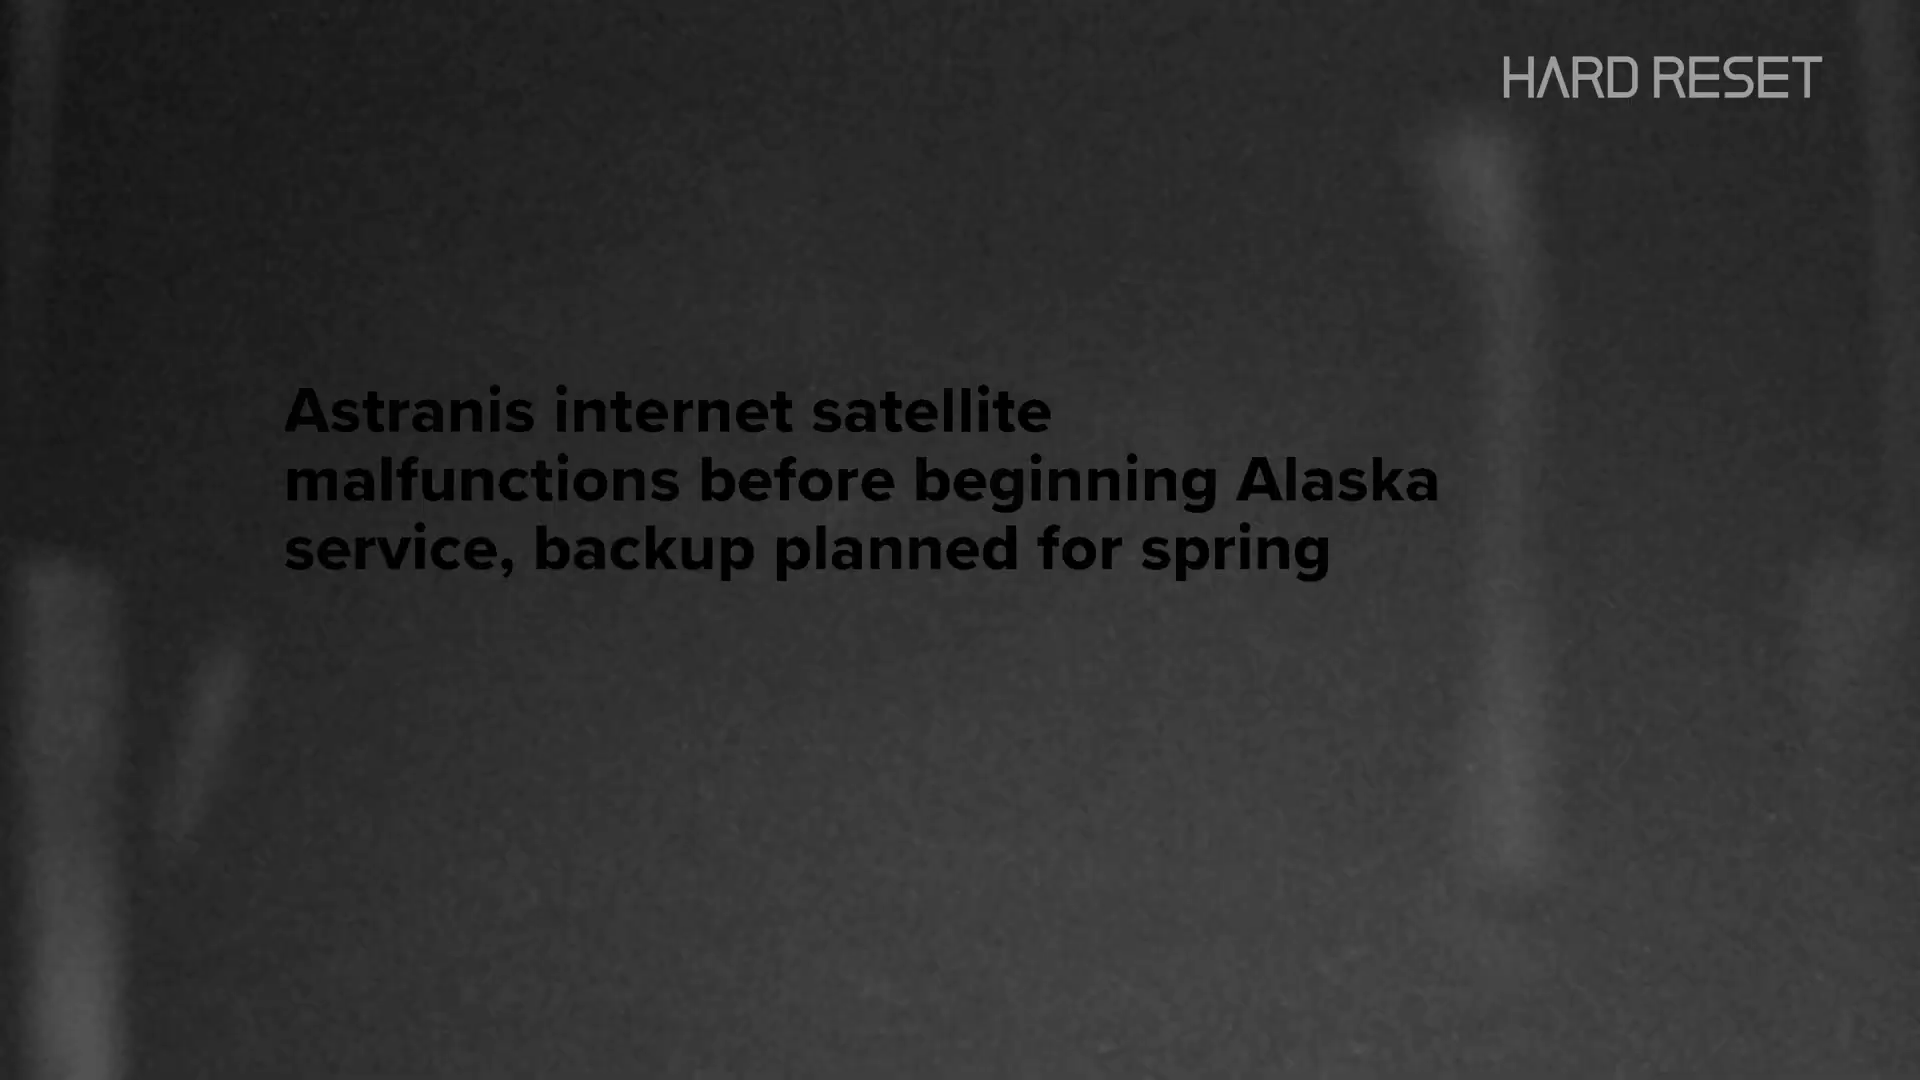 HARD RESET
Astranis internet satellite
malfunctions before beginning Alaska
service, backup planned for spring